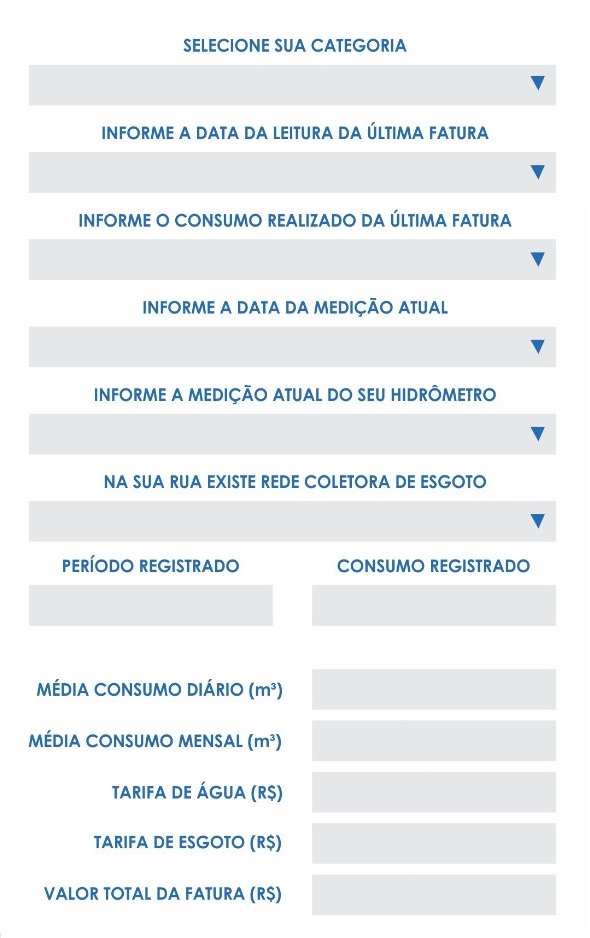 SELECIONE SUA CATEGORIA
INFORME A DATA DA LEITURA DA ÚLTIMA FATURA
INFORME O CONSUMO REALIZADO DA ÚLTIMA FATURA
INFORME A DATA DA MEDIÇÃO ATUAL
INFORME A MEDIÇÃO ATUAL DO SEU HIDRÔMETRO
NA SUA RUA EXISTE REDE COLETORA DE ESGOTO
PERÍODO REGISTRADO CONSUMO REGISTRADO
MÉDIA CONSUMO DIÁRIO (m³)
MÉDIA CONSUMO MENSAL (m³)
TARIFA DE ÁGUA (R$)
TARIFA DE ESGOTO (R$)
VALOR TOTAL DA FATURA (R$)